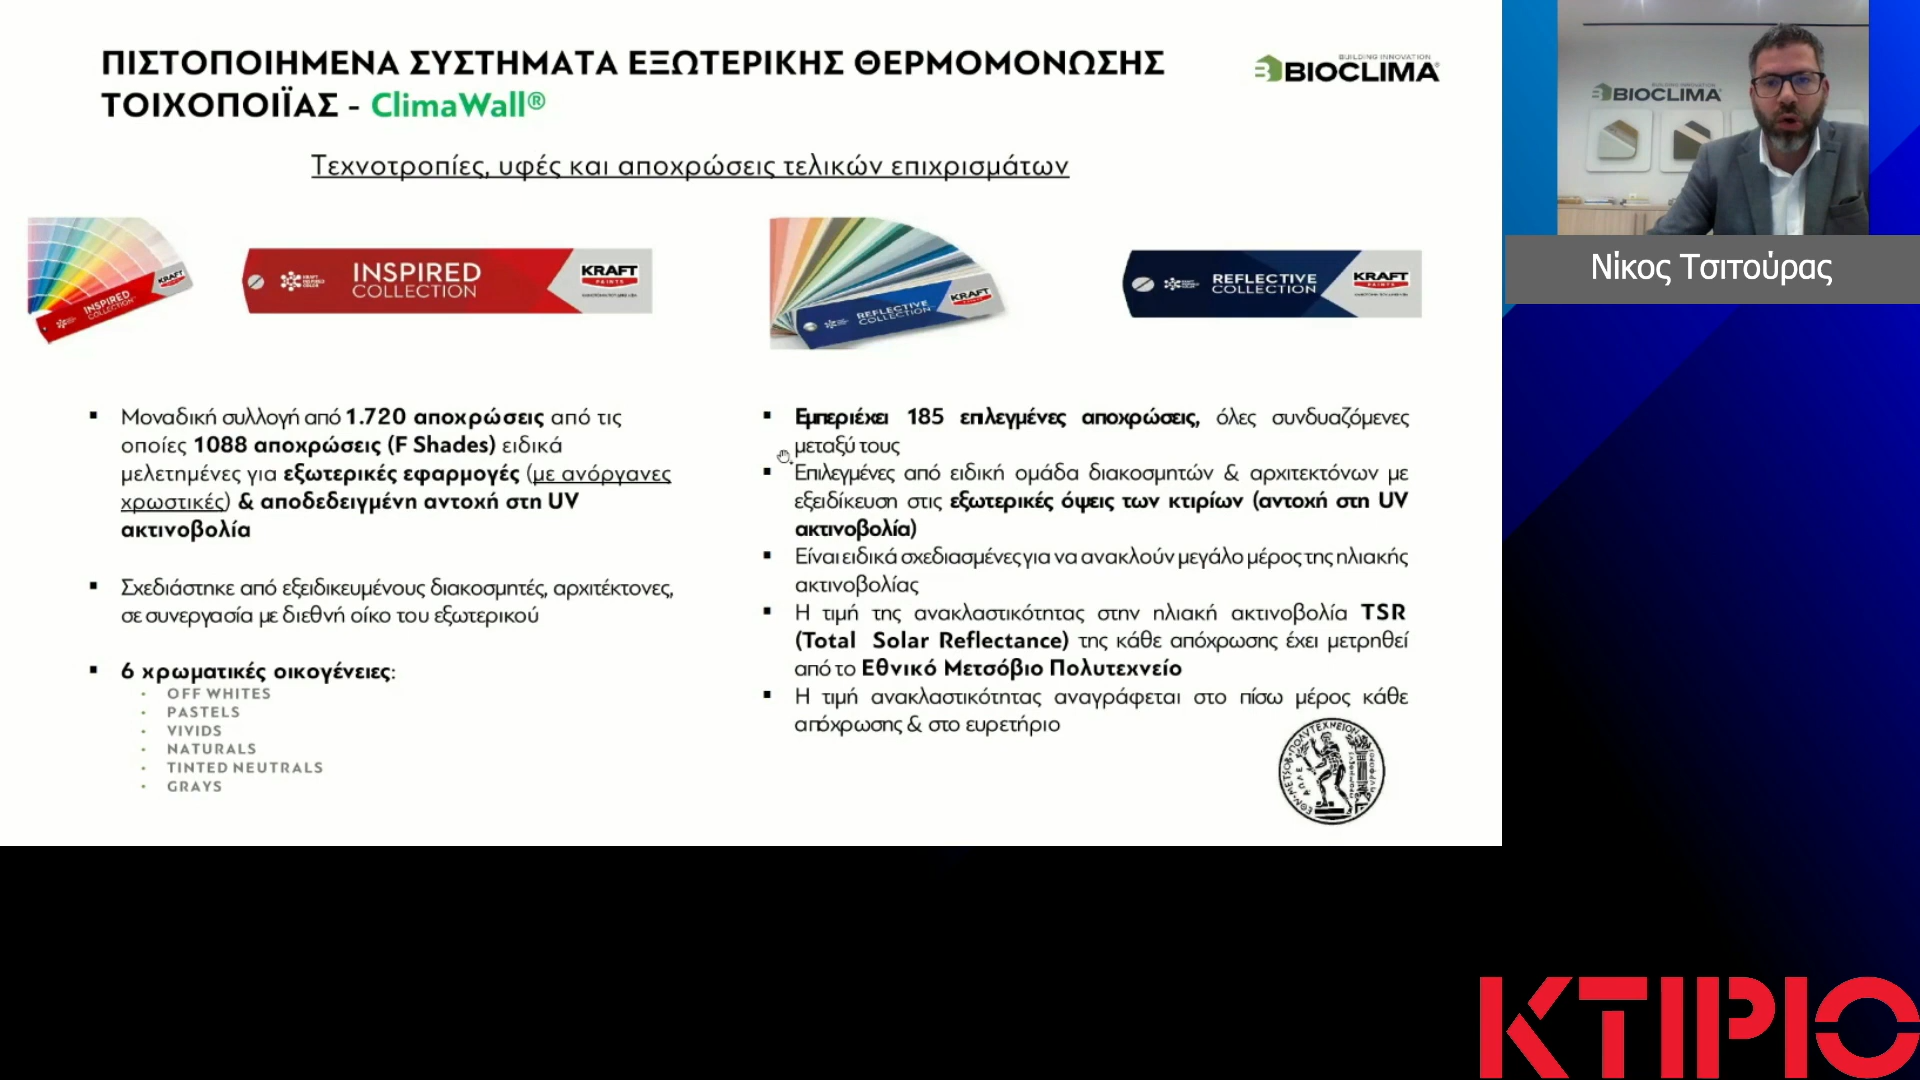 ΠΙΣΤΟΠΟΙΗΜΕΝΑ ΣΥΣΤΗΜΑΤΑ ΕΞΩΤΕΡΙΚΗΣ ΘΕΡΜΟΜΟΝΩΣΗΣ
ΤΟΙΧΟΠΟΙΪΑΣ - ClimaWall®
BUILDING INNOVATION
BIOCLIMA
Τεχνοτροπίες, υφές και αποχρώσεις τελικών επιχρισμάτων
INSPIRED
COLLECTION
KRAFT
INSPIRED
COLLECTION
KRAFT
PAINTS
REFLECTIVE
COLLECTION
KRAFT
REFLECTIVE
COLLECTION
KRAFT
PAINTS
Μοναδική συλλογή από 1.720 αποχρώσεις από τις
οποίες 1088 αποχρώσεις (F Shades) ειδικά
μελετημένες για εξωτερικές εφαρμογές (με ανόργανες
χρωστικές) & αποδεδειγμένη αντοχή στη UV
ακτινοβολία
Σχεδιάστηκε από εξειδικευμένους διακοσμητές, αρχιτέκτονες,
σε συνεργασία με διεθνή οίκο του εξωτερικού
6 χρωματικές οικογένειες:
OFF WHITES
PASTELS
VIVIDS
NATURALS
TINTED NEUTRALS
GRAYS
Εμπεριέχει 185 επιλεγμένες αποχρώσεις, όλες συνδυαζόμενες
μεταξύ τους
Επιλεγμένες από ειδική ομάδα διακοσμητών & αρχιτεκτόνων με
εξειδίκευση στις εξωτερικές όψεις των κτιρίων (αντοχή στη UV
ακτινοβολία)
Είναι ειδικά σχεδιασμένες για να ανακλούν μεγάλο μέρος της ηλιακής
ακτινοβολίας
Η τιμή της ανακλαστικότητας στην ηλιακή ακτινοβολία TSR
(Total Solar Reflectance) της κάθε απόχρωσης έχει μετρηθεί
από το Εθνικό Μετσόβιο Πολυτεχνείο
Η τιμή ανακλαστικότητας αναγράφεται στο πίσω μέρος κάθε
απόχρωσης & στο ευρετήριο
BIOCLIMA
Νίκος Τσιτούρας
ΚΤΙΡΙΟ